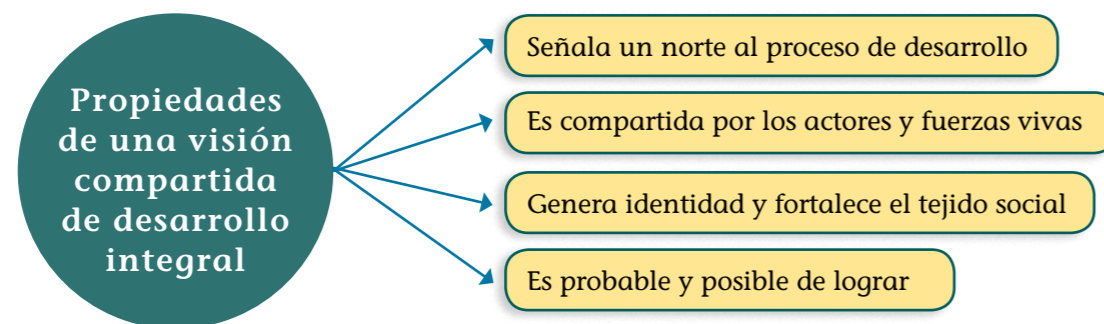 Propiedades
de una visión
compartida
de desarrollo
integral
Señala un norte al proceso de desarrollo
Es compartida por los actores y fuerzas vivas
Genera identidad y fortalece el tejido social
Es probable y posible de lograr